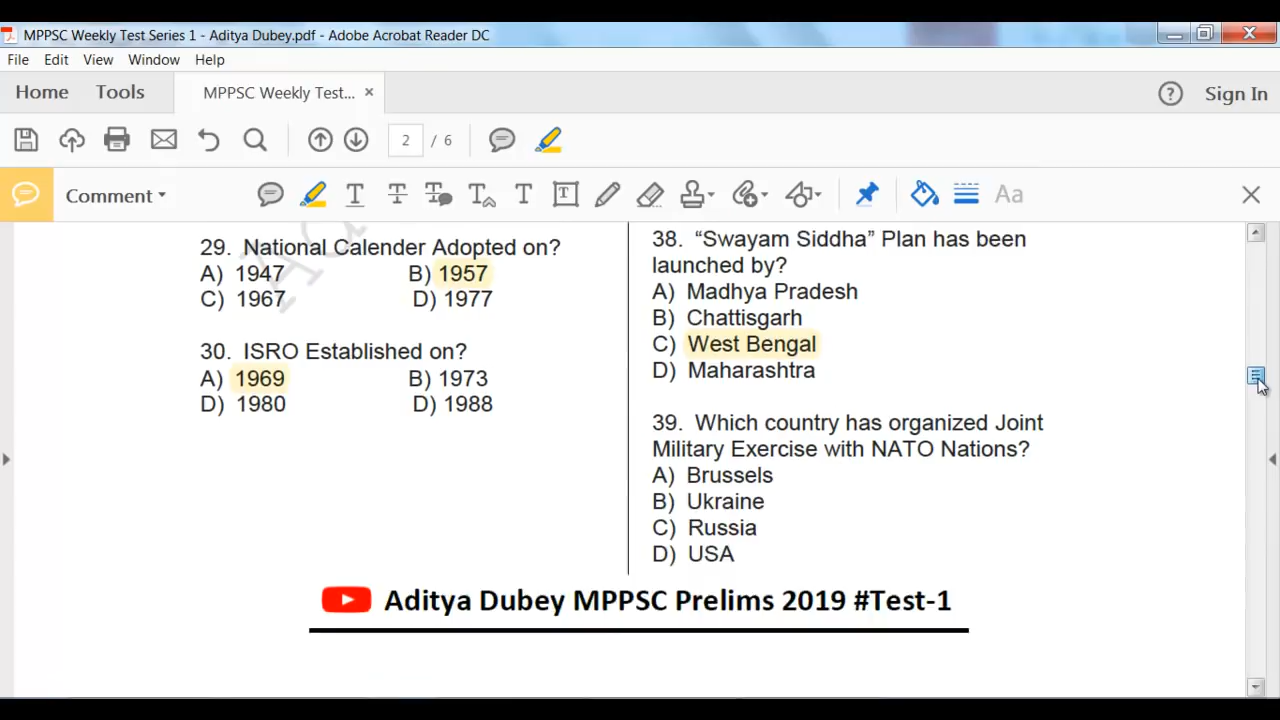 MPPSC Weekly Test Series 1 - Aditya Dubey.pdf - Adobe Acrobat Reader DC
File Edit View Window Help
Home Tools MPPSC Weekly Test... × Sign In
2 / 6
Comment
29. National Calender Adopted on?
A) 1947 B) 1957
C) 1967 D) 1977
30. ISRO Established on?
A) 1969 B) 1973
D) 1980 D) 1988
38. “Swayam Siddha” Plan has been
launched by?
A) Madhya Pradesh
B) Chattisgarh
C) West Bengal
D) Maharashtra
39. Which country has organized Joint
Military Exercise with NATO Nations?
A) Brussels
B) Ukraine
C) Russia
D) USA
Aditya Dubey MPPSC Prelims 2019 #Test-1